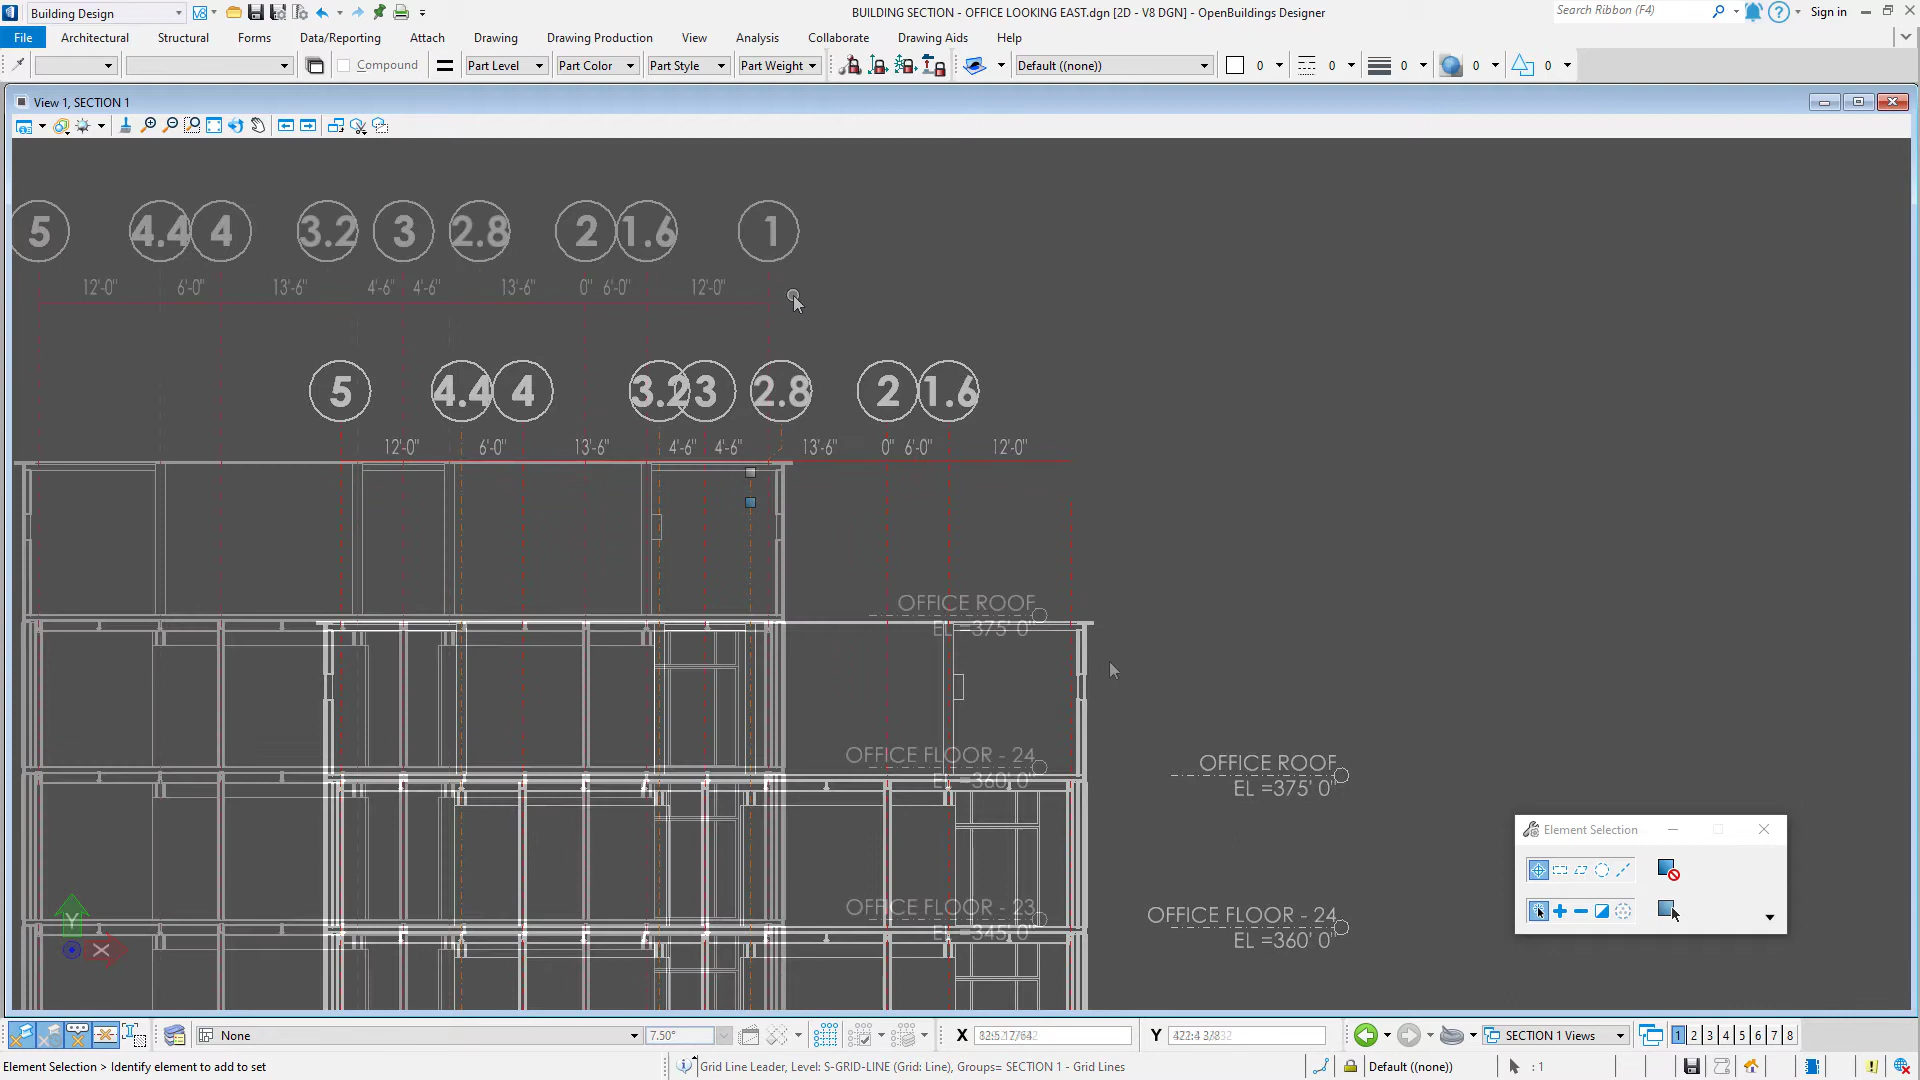 Building Design
BUILDING SECTION - OFFICE LOOKING EAST.dgn [2D - V8 DGN] - OpenBuildings Designer
Search Ribbon (F4)
Sign in
File Architectural Structural Forms Data/Reporting Attach Drawing Drawing Production View Analysis Collaborate Drawing Aids Help
Compound Part Level Part Color Part Style Part Weight Default ((none)) 0 0 0 0 0
View 1, SECTION 1
5 4.4 4 3.2 3 2.8 2 1.6 1
12'-0" 6'-0" 13'-6" 4'-6" 4'-6" 13'-6" 0" 6'-0" 12'-0"
5 4.4 4 3.2 3 2.8 2 1.6
12'-0" 6'-0" 13'-6" 4'-6" 4'-6" 13'-6" 0" 6'-0" 12'-0"
OFFICE ROOF
EL =375' 0"
OFFICE FLOOR - 24
EL =360' 0"
OFFICE ROOF
EL =375' 0"
OFFICE FLOOR - 23
EL =345' 0"
OFFICE FLOOR - 24
EL =360' 0"
Element Selection
Y
X
None 7.50° X Y SECTION 1 Views 1 2 3 4 5 6 7 8
Element Selection > Identify element to add to set
Grid Line Leader, Level: S-GRID-LINE (Grid: Line), Groups= SECTION 1 - Grid Lines
Default ((none))
: 1